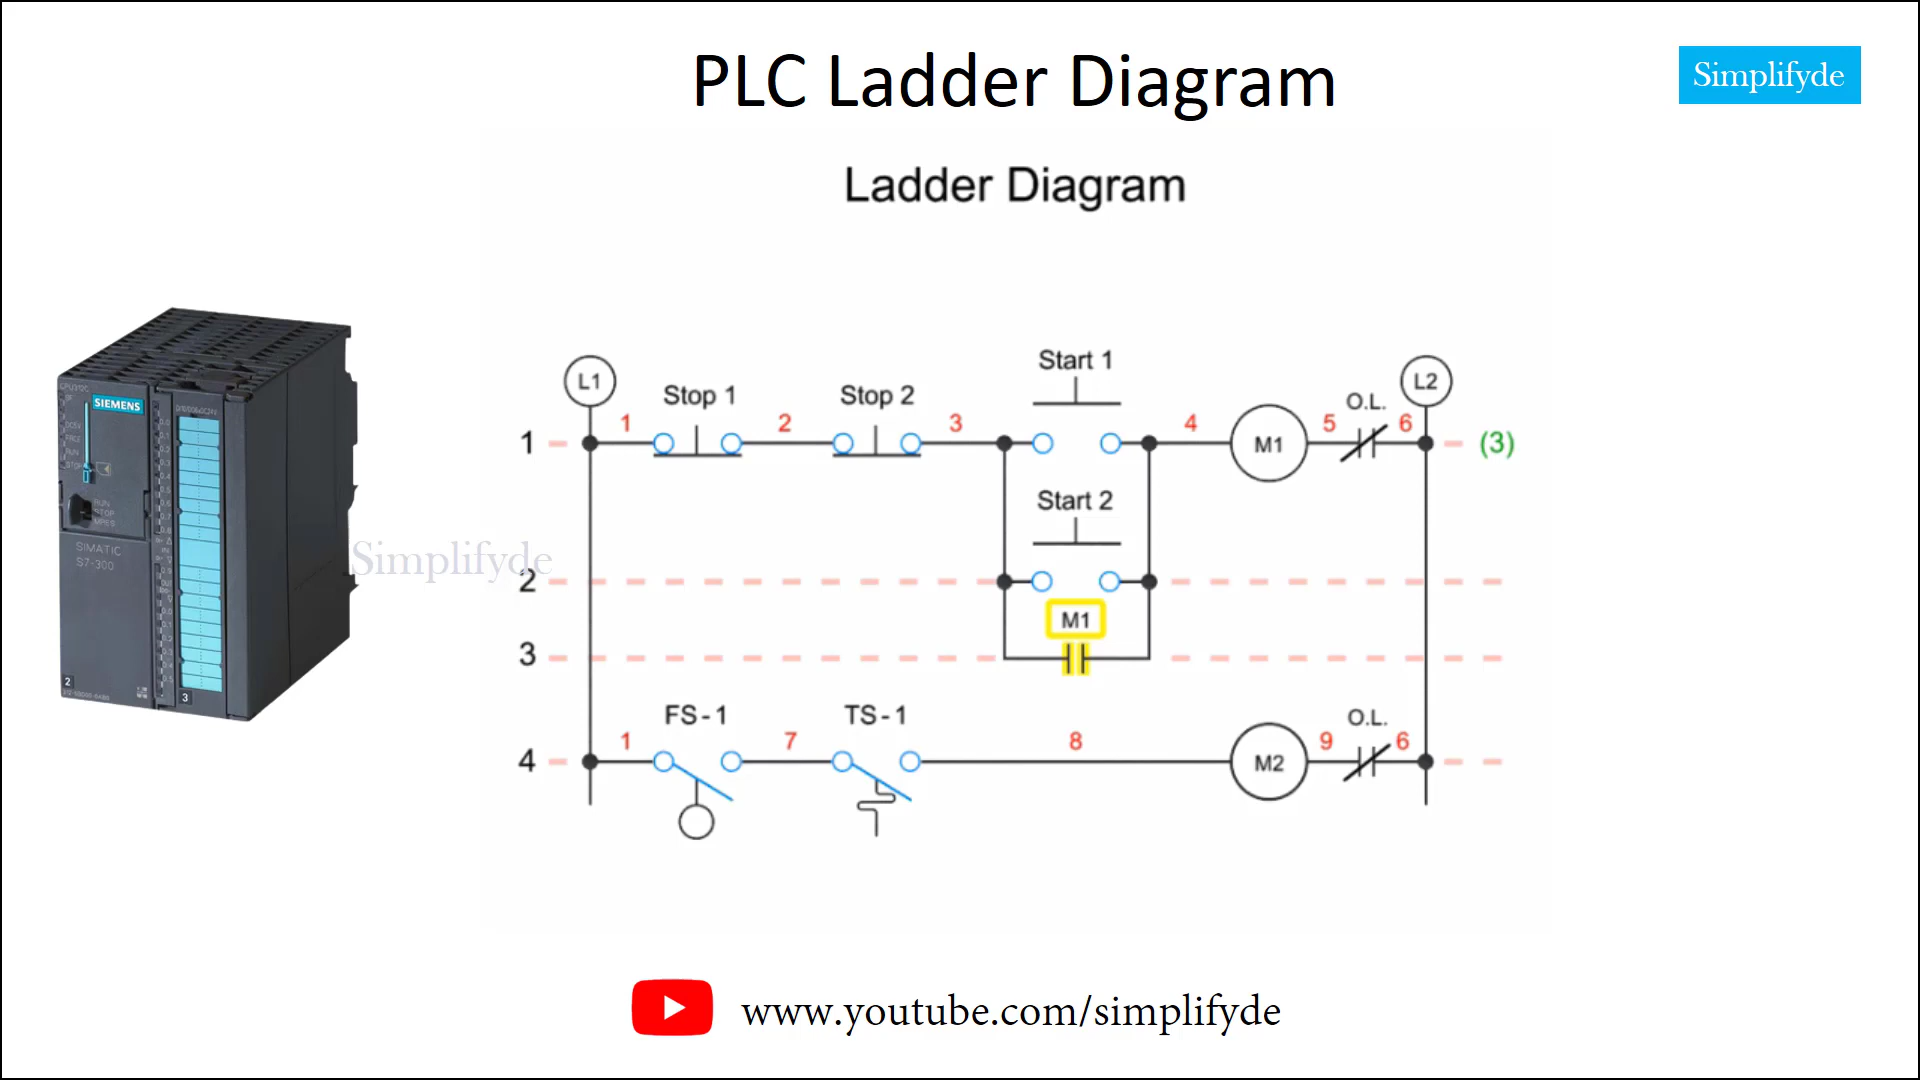 PLC Ladder Diagram
Simplifyde
Ladder Diagram
L1
Stop 1
Stop 2
Start 1
L2
O.L.
1
1
2
3
4
M1
5
6
(3)
Start 2
2
M1
3
FS-1
TS-1
O.L.
4
1
7
8
M2
9
6
SIEMENS
SIMATIC
S7-300
2
3
Simplifyde
www.youtube.com/simplifyde